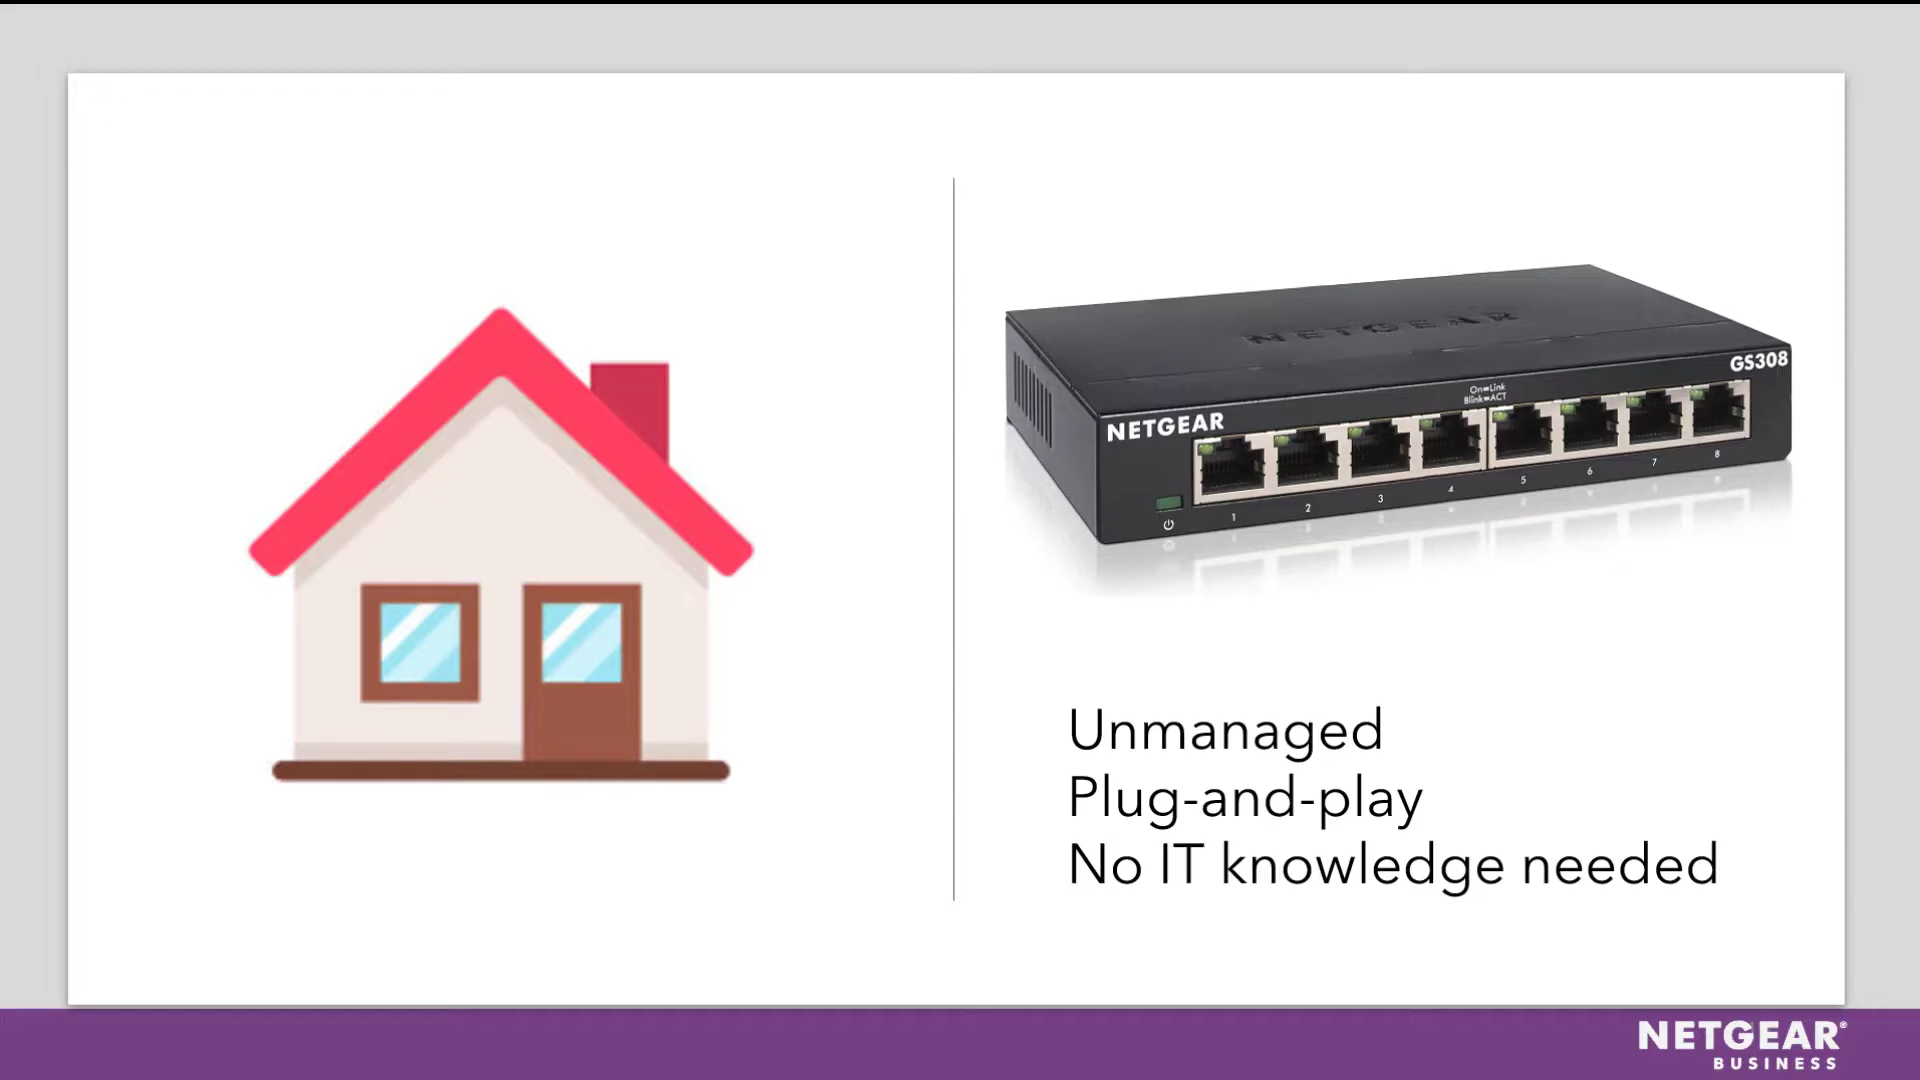 NETGEAR
GS308
On=Link
Blink=ACT
NETGEAR
1 2 3 4 5 6 7 8
Unmanaged
Plug-and-play
No IT knowledge needed
NETGEAR®
BUSINESS